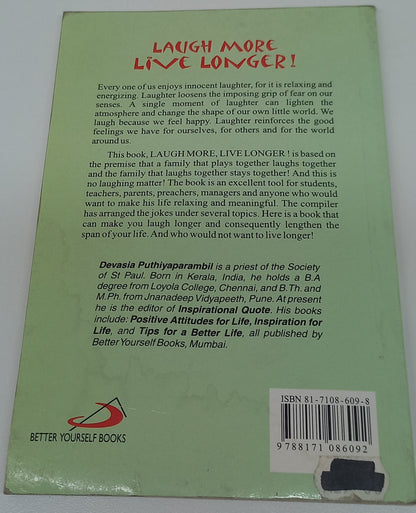 LAUGH MORE
LIVE LONGER!
Every one of us enjoys innocent laughter, for it is relaxing and
energizing. Laughter loosens the imposing grip of fear on our
senses. A single moment of laughter can lighten the
atmosphere and change the shape of our own little world. We
laugh because we feel happy. Laughter reinforces the good
feelings we have for ourselves, for others and for the world
around us.
This book, LAUGH MORE, LIVE LONGER ! is based on
the premise that a family that plays together laughs together
and the family that laughs together stays together! And this is
no laughing matter! The book is an excellent tool for students,
teachers, parents, preachers, managers and anyone who would
want to make his life relaxing and meaningful. The compiler
has arranged the jokes under several topics. Here is a book that
can make you laugh longer and consequently lengthen the
span of your life. And who would not want to live longer!
Devasia Puthiyaparambil is a priest of the Society
of St Paul. Born in Kerala, India, he holds a B.A
degree from Loyola College, Chennai, and B.Th. and
M.Ph. from Jnanadeep Vidyapeeth, Pune. At present
he is the editor of Inspirational Quote. His books
include: Positive Attitudes for Life, Inspiration for
Life, and Tips for a Better Life, all published by
Better Yourself Books, Mumbai.
BETTER YOURSELF BOOKS
ISBN 81-7108-609-8
9 788171 086092